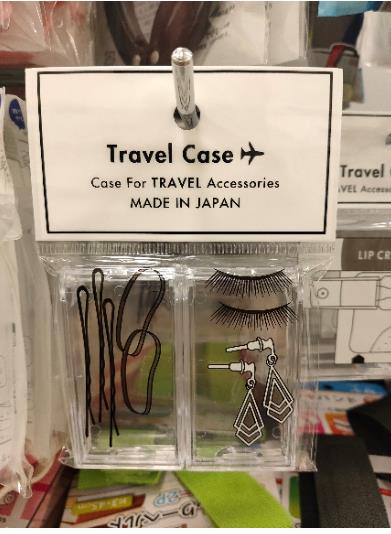 Travel Case ✈
Case For TRAVEL Accessories
MADE IN JAPAN
Travel
LIP CR